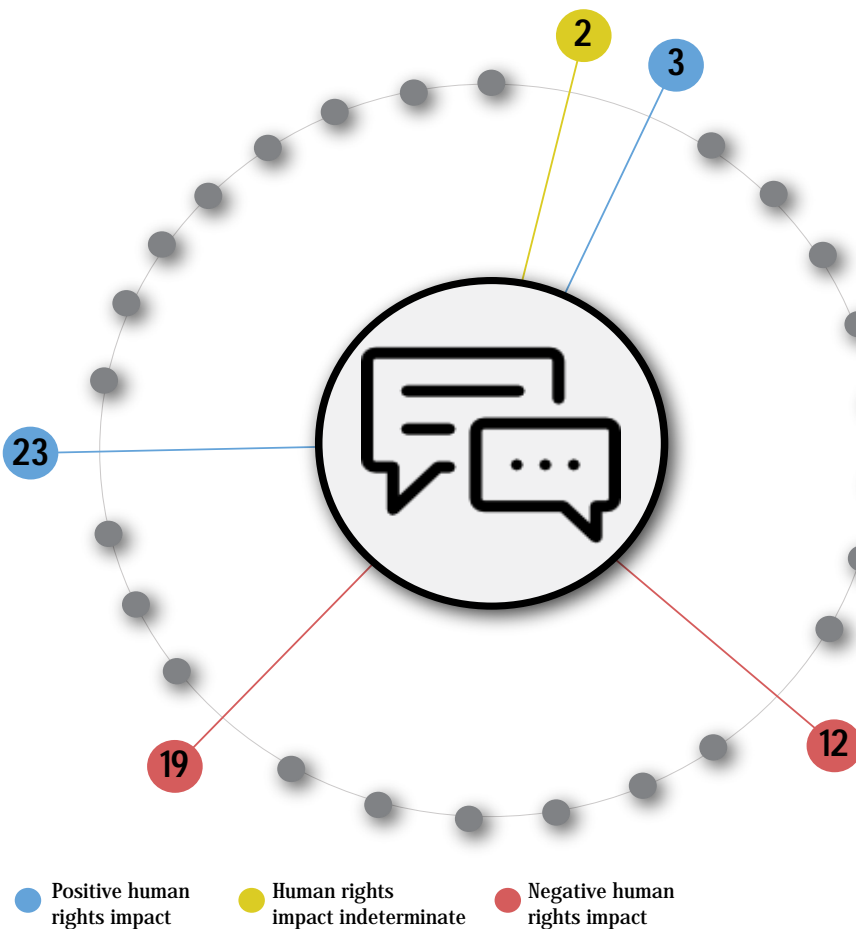 2
3
23
19
12
Positive human
rights impact
Human rights
impact indeterminate
Negative human
rights impact